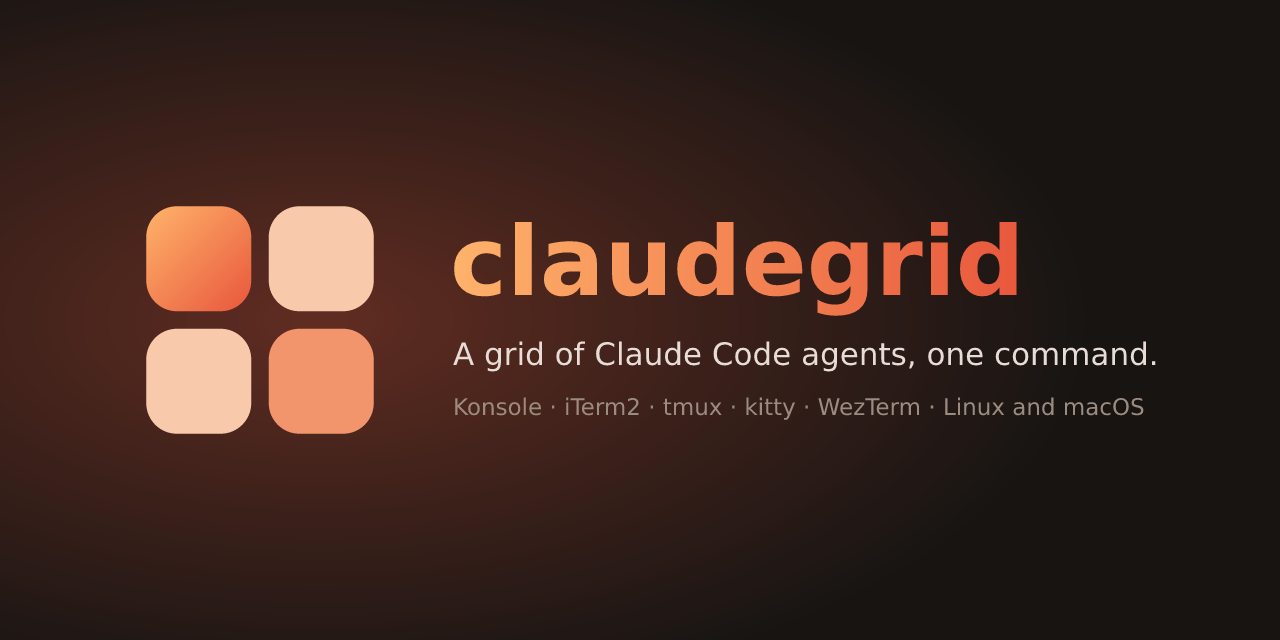 claudegrid
A grid of Claude Code agents, one command.
Konsole · iTerm2 · tmux · kitty · WezTerm · Linux and macOS